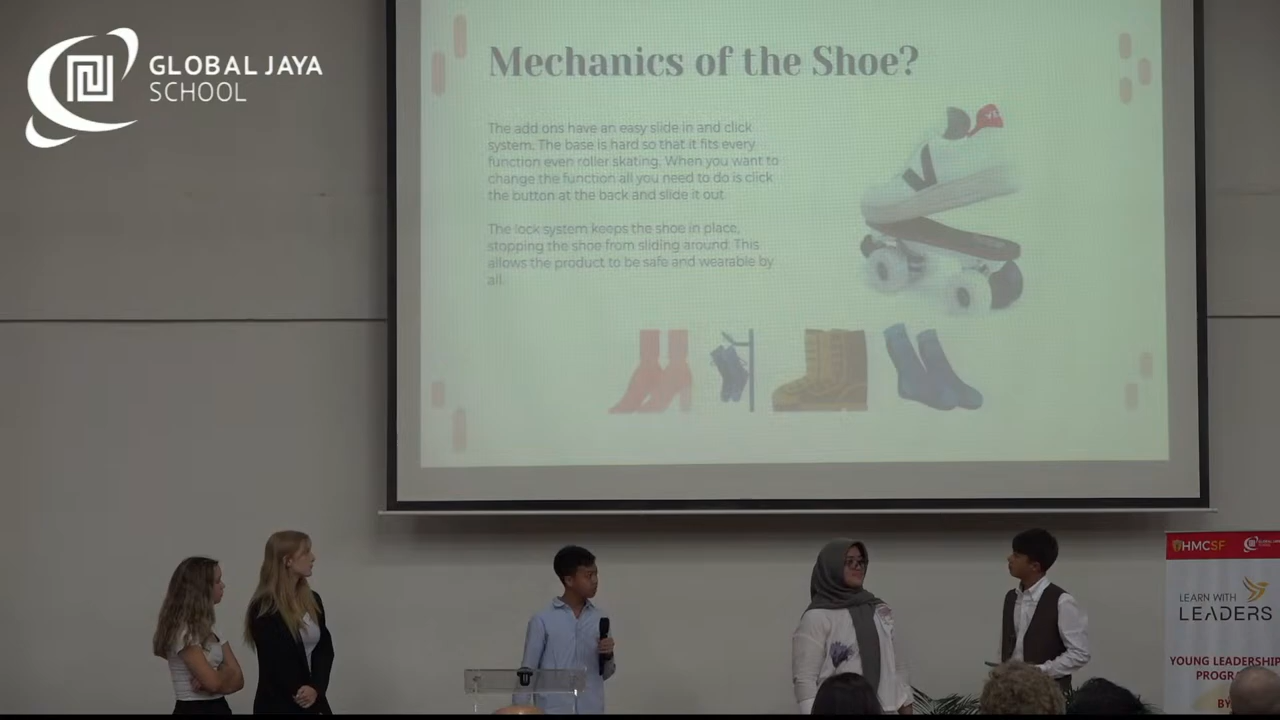 GLOBAL JAYA
SCHOOL
Mechanics of the Shoe?
The add ons have an easy slide in and click
system. The base is hard so that it fits every
function even roller skating. When you want to
change the function all you need to do is click
the button at the back and slide it out.
The lock system keeps the shoe in place,
stopping the shoe from sliding around. This
allows the product to be safe and wearable by
all.
HMCSF
LEARN WITH
LEADERS
YOUNG LEADERSHIP
PROGRA
BY